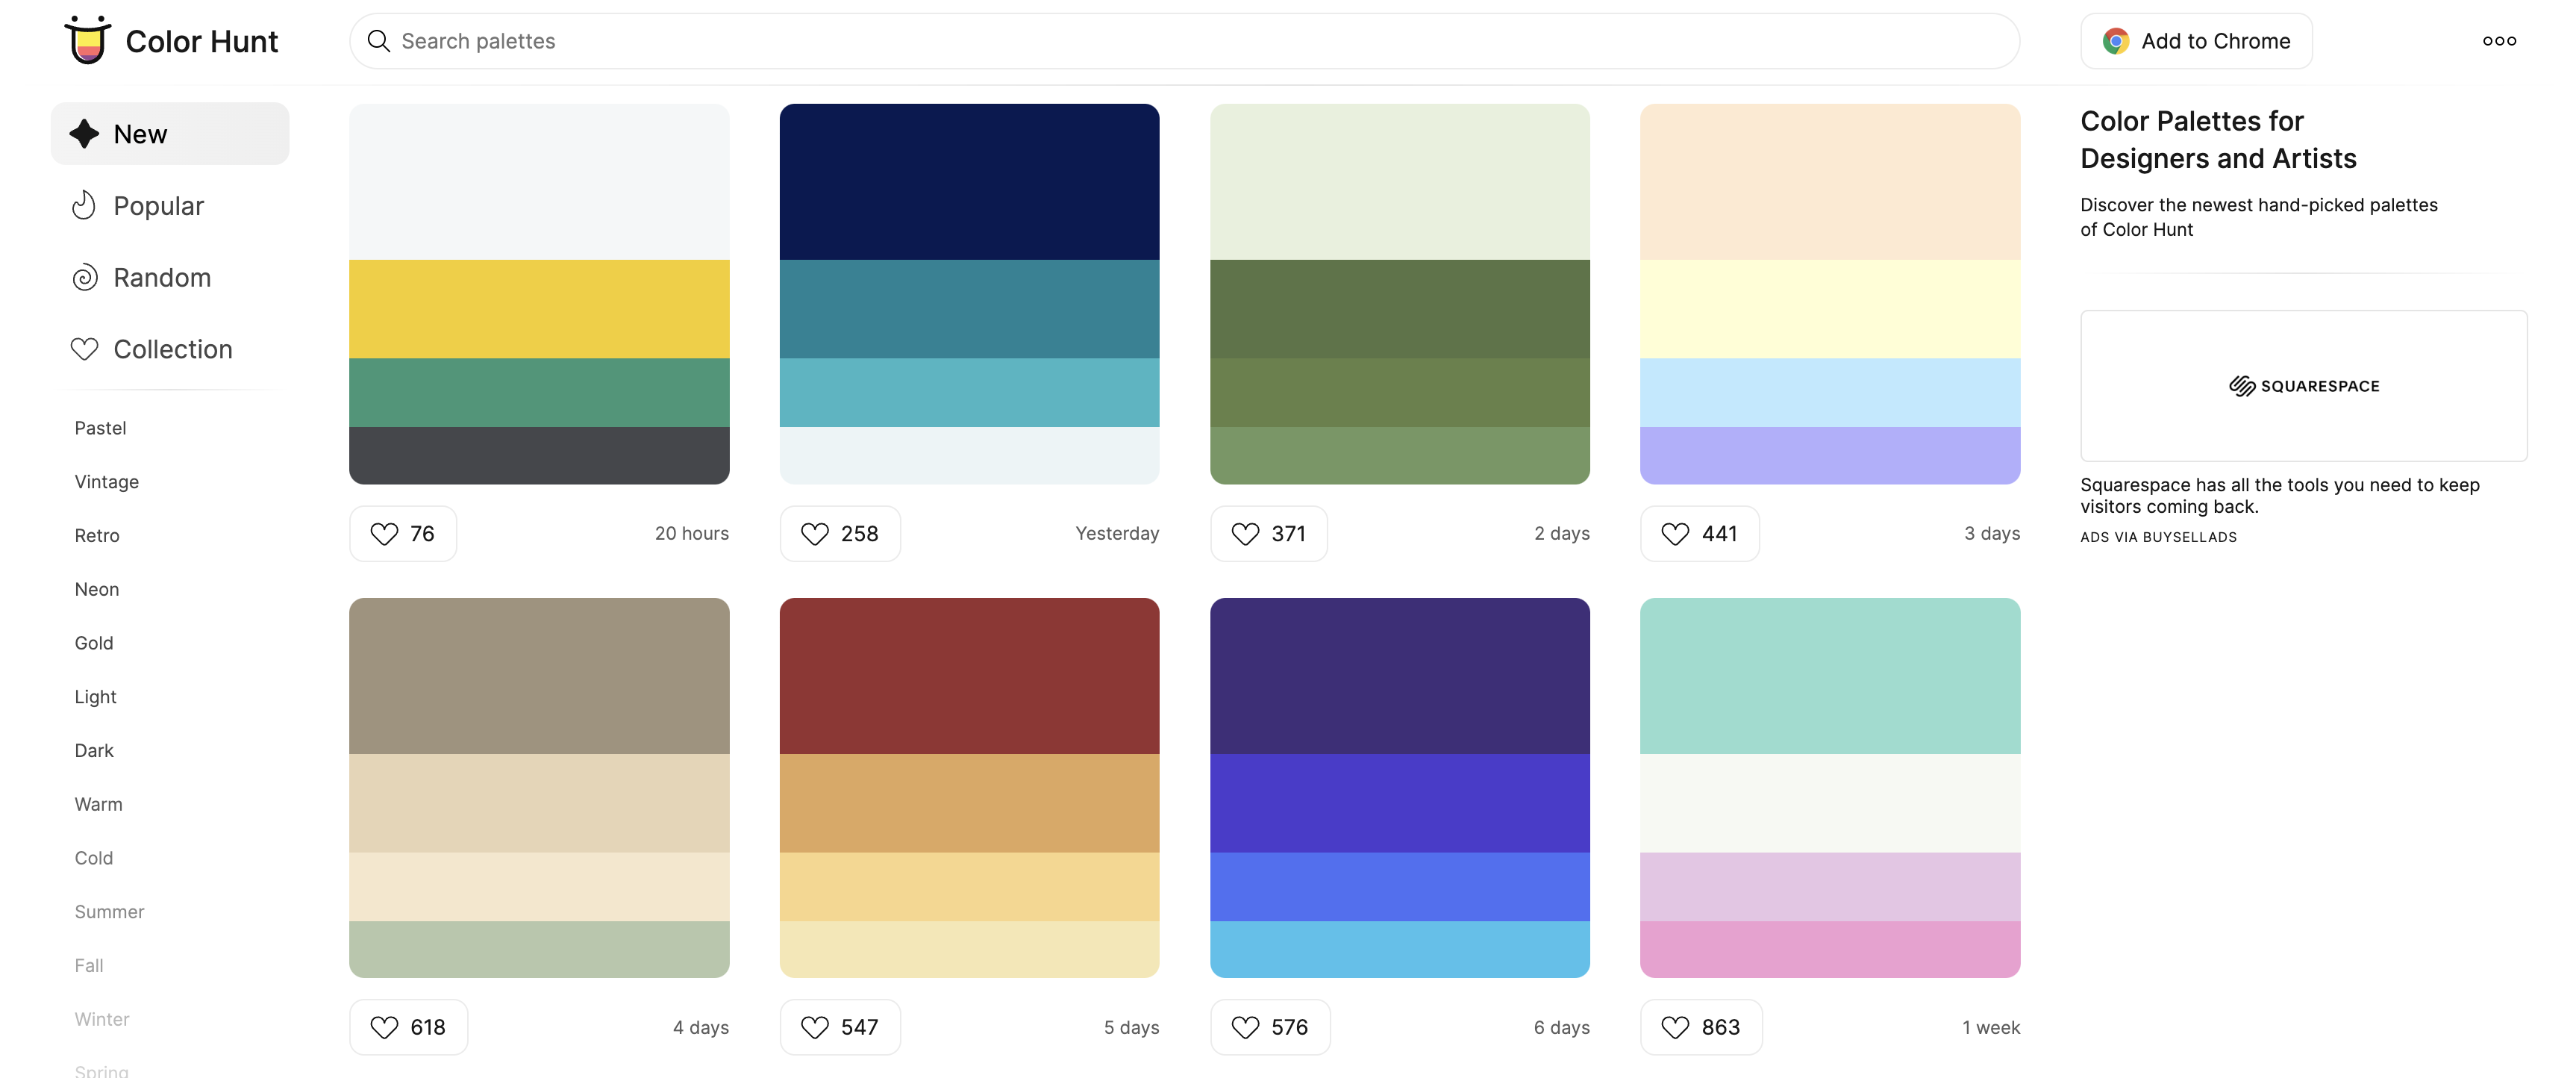 Color Hunt
Search palettes
Add to Chrome
New
Popular
Random
Collection
Pastel
Vintage
Retro
Neon
Gold
Light
Dark
Warm
Cold
Summer
Fall
Winter
Spring
76
20 hours
258
Yesterday
371
2 days
441
3 days
618
4 days
547
5 days
576
6 days
863
1 week
Color Palettes for
Designers and Artists
Discover the newest hand-picked palettes
of Color Hunt
SQUARESPACE
Squarespace has all the tools you need to keep
visitors coming back.
ADS VIA BUYSELLADS